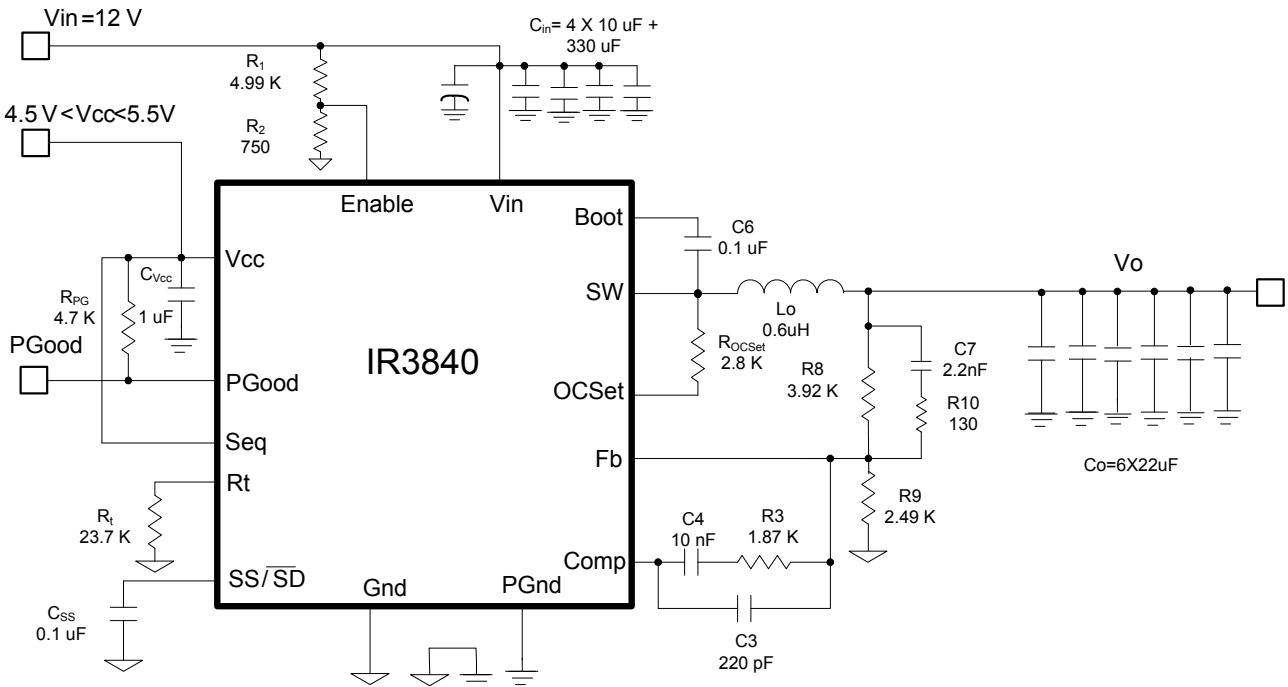 Vin=12 V
Cin= 4 X 10 uF +
330 uF
R1
4.99 K
4.5 V<Vcc<5.5V
R2
750
Enable
Vin
Boot
C6
0.1 uF
Vcc
CVcc
1 uF
RPG
4.7 K
SW
Lo
0.6uH
Vo
PGood
IR3840
ROCSet
2.8 K
R8
3.92 K
C7
2.2nF
PGood
OCSet
R10
130
Seq
Fb
Co=6X22uF
Rt
Rt
23.7 K
R9
2.49 K
C4
10 nF
R3
1.87 K
Comp
SS/SD
Gnd
PGnd
CSS
0.1 uF
C3
220 pF